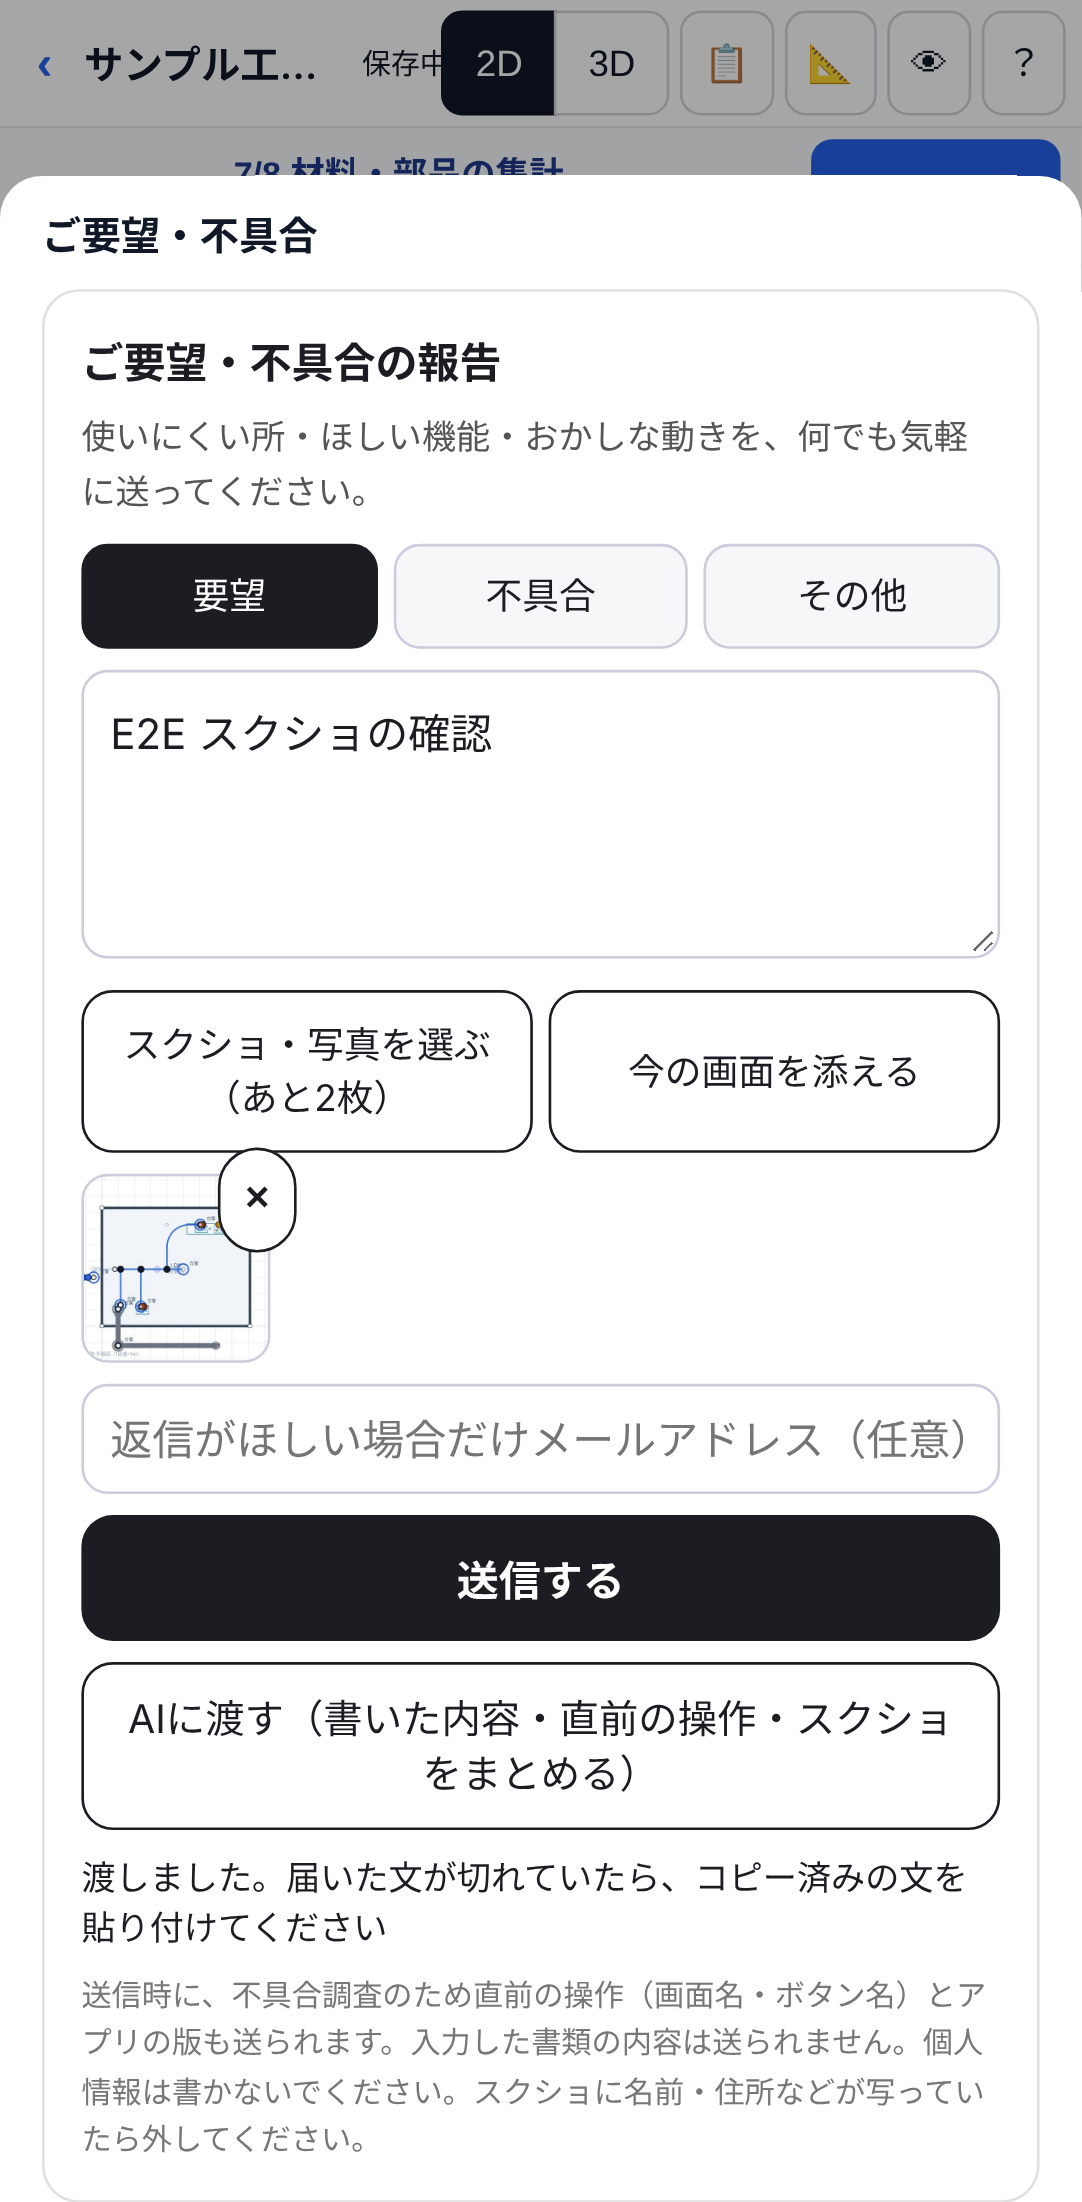 ‹ サンプル工… 保存中 2D 3D ?
7/8 材料・部品の集計
ご要望・不具合
ご要望・不具合の報告
使いにくい所・ほしい機能・おかしな動きを、何でも気軽
に送ってください。
要望 不具合 その他
E2E スクショの確認
スクショ・写真を選ぶ
（あと2枚）
今の画面を添える
×
返信がほしい場合だけメールアドレス（任意）
送信する
AIに渡す（書いた内容・直前の操作・スクショ
をまとめる）
渡しました。届いた文が切れていたら、コピー済みの文を
貼り付けてください
送信時に、不具合調査のため直前の操作（画面名・ボタン名）とア
プリの版も送られます。入力した書類の内容は送られません。個人
情報は書かないでください。スクショに名前・住所などが写ってい
たら外してください。